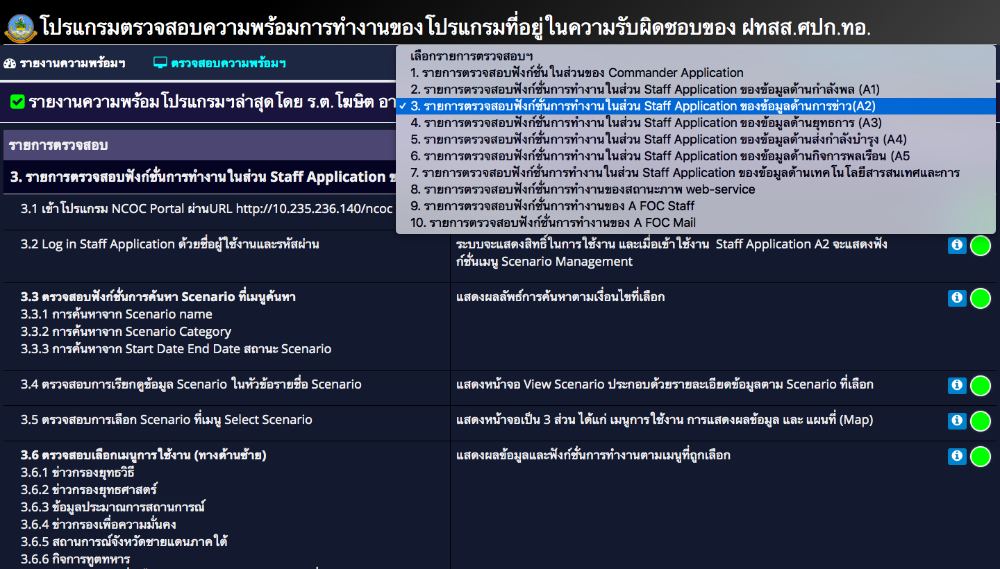 โปรแกรมตรวจสอบความพร้อมการทำงานของโปรแกรมที่อยู่ในความรับผิดชอบของ ฝทสส.ศปก.ทอ.
รายงานความพร้อมฯ
ตรวจสอบความพร้อมฯ
เลือกรายการตรวจสอบฯ
1. รายการตรวจสอบฟังก์ชั่นในส่วนของ Commander Application
2. รายการตรวจสอบฟังก์ชั่นการทำงานในส่วน Staff Application ของข้อมูลด้านกำลังพล (A1)
3. รายการตรวจสอบฟังก์ชั่นการทำงานในส่วน Staff Application ของข้อมูลด้านการข่าว(A2)
4. รายการตรวจสอบฟังก์ชั่นการทำงานในส่วน Staff Application ของข้อมูลด้านยุทธการ (A3)
5. รายการตรวจสอบฟังก์ชั่นการทำงานในส่วน Staff Application ของข้อมูลด้านส่งกำลังบำรุง (A4)
6. รายการตรวจสอบฟังก์ชั่นการทำงานในส่วน Staff Application ของข้อมูลด้านกิจการพลเรือน (A5
7. รายการตรวจสอบฟังก์ชั่นการทำงานในส่วน Staff Application ของข้อมูลด้านเทคโนโลยีสารสนเทศและการ
8. รายการตรวจสอบฟังก์ชั่นการทำงานของสถานะภาพ web-service
9. รายการตรวจสอบฟังก์ชั่นการทำงานของ A FOC Staff
10. รายการตรวจสอบฟังก์ชั่นการทำงานของ A FOC Mail
รายงานความพร้อมโปรแกรมฯล่าสุดโดย ร.ต.โฆษิต อา
รายการตรวจสอบ
3. รายการตรวจสอบฟังก์ชั่นการทำงานในส่วน Staff Application ข
3.1 เข้าโปรแกรม NCOC Portal ผ่านURL http://10.235.236.140/ncoc
3.2 Log in Staff Application ด้วยชื่อผู้ใช้งานและรหัสผ่าน
ระบบจะแสดงสิทธิ์ในการใช้งาน และเมื่อเข้าใช้งาน Staff Application A2 จะแสดงฟัง
ก์ชั่นเมนู Scenario Management
3.3 ตรวจสอบฟังก์ชั่นการค้นหา Scenario ที่เมนูค้นหา
3.3.1 การค้นหาจาก Scenario name
3.3.2 การค้นหาจาก Scenario Category
3.3.3 การค้นหาจาก Start Date End Date สถานะ Scenario
แสดงผลลัพธ์การค้นหาตามเงื่อนไขที่เลือก
3.4 ตรวจสอบการเรียกดูข้อมูล Scenario ในหัวข้อรายชื่อ Scenario
แสดงหน้าจอ View Scenario ประกอบด้วยรายละเอียดข้อมูลตาม Scenario ที่เลือก
3.5 ตรวจสอบการเลือก Scenario ที่เมนู Select Scenario
แสดงหน้าจอเป็น 3 ส่วน ได้แก่ เมนูการใช้งาน การแสดงผลข้อมูล และ แผนที่ (Map)
3.6 ตรวจสอบเลือกเมนูการใช้งาน (ทางด้านซ้าย)
3.6.1 ข่าวกรองยุทธวิธี
3.6.2 ข่าวกรองยุทธศาสตร์
3.6.3 ข้อมูลประมาณการสถานการณ์
3.6.4 ข่าวกรองเพื่อความมั่นคง
3.6.5 สถานการณ์จังหวัดชายแดนภาคใต้
3.6.6 กิจการทูตทหาร
แสดงผลข้อมูลและฟังก์ชั่นการทำงานตามเมนูที่ถูกเลือก